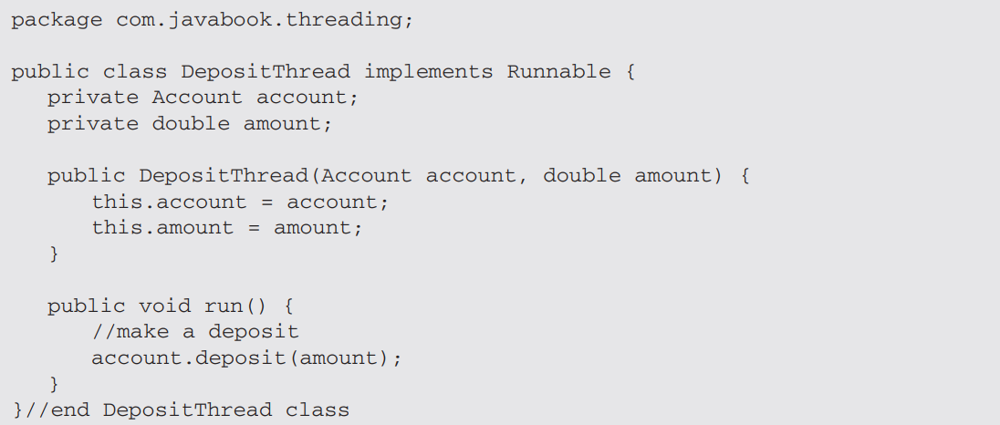 package com.javabook.threading;
public class DepositThread implements Runnable {
private Account account;
private double amount;
public DepositThread(Account account, double amount) {
this.account = account;
this.amount = amount;
}
public void run() {
//make a deposit
account.deposit(amount);
}
}//end DepositThread class